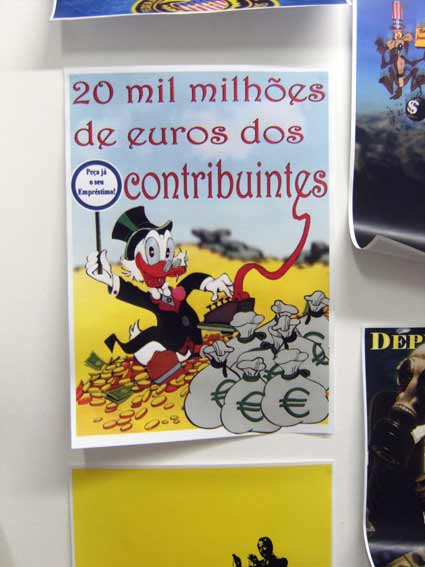 20 mil milhões
de euros dos
contribuintes
Peça já
o seu
Empréstimo!
€
€
€
$
DEP